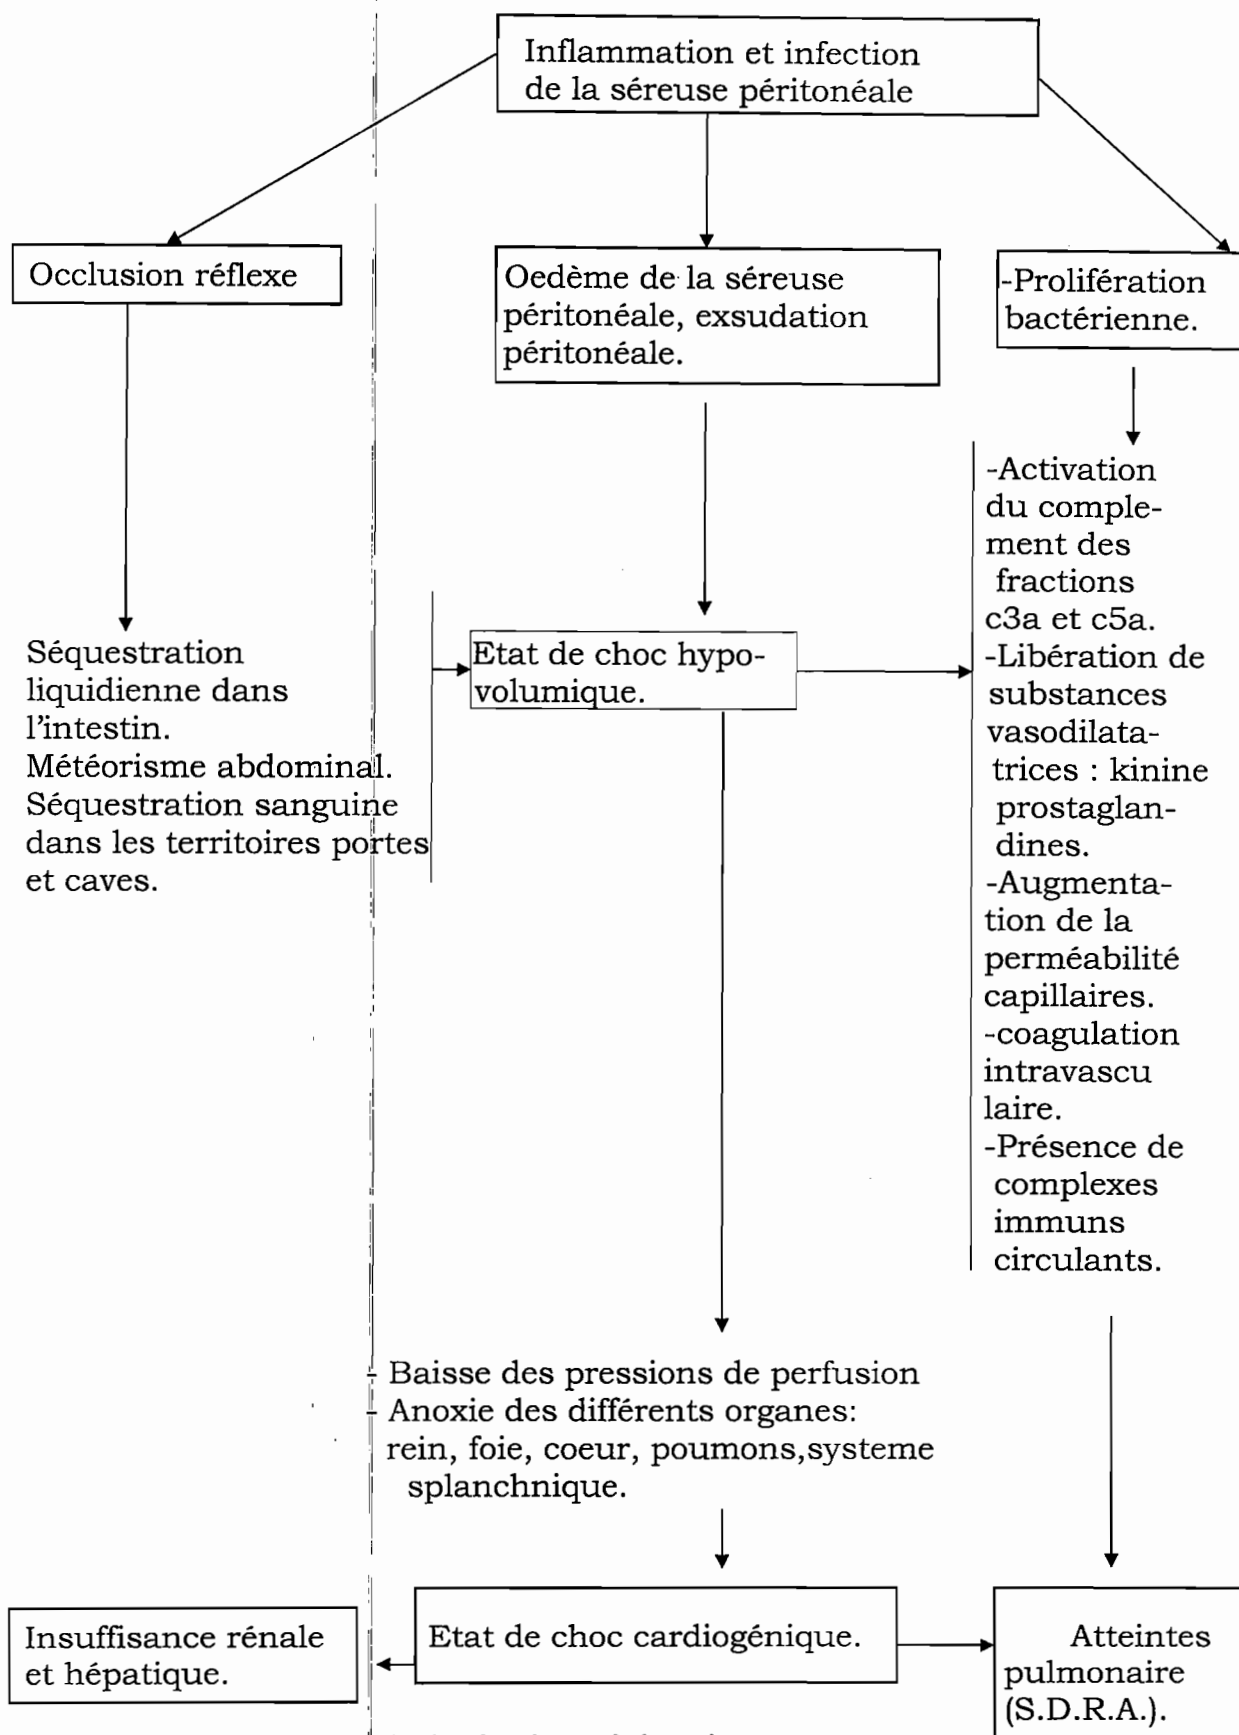 Inflammation et infection
de la séreuse péritonéale
Occlusion réflexe
Oedème de la séreuse
péritonéale, exsudation
péritonéale.
-Prolifération
bactérienne.
-Activation
du comple-
ment des
fractions
c3a et c5a.
-Libération de
substances
vasodilata-
trices : kinine
prostaglan-
dines.
-Augmenta-
tion de la
perméabilité
capillaires.
-coagulation
intravascu
laire.
-Présence de
complexes
immuns
circulants.
Séquestration
liquidienne dans
l'intestin.
Météorisme abdominal.
Séquestration sanguine
dans les territoires portes
et caves.
Etat de choc hypo-
volumique.
- Baisse des pressions de perfusion
- Anoxie des différents organes:
rein, foie, coeur, poumons,systeme
splanchnique.
Insuffisance rénale
et hépatique.
Etat de choc cardiogénique.
Atteintes
pulmonaire
(S.D.R.A.).